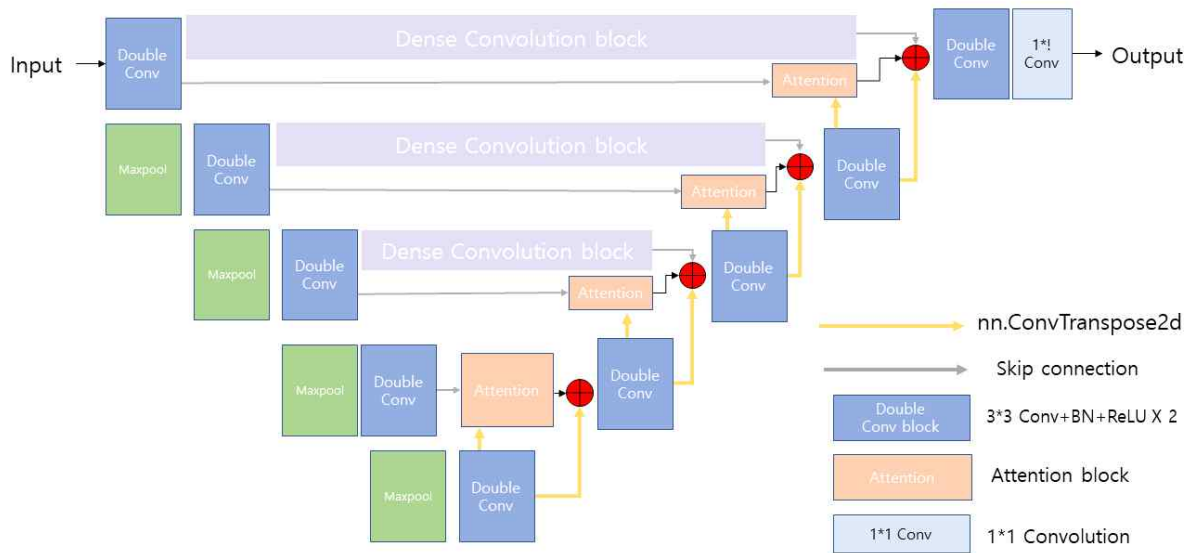 Input
Double
Conv
Dense Convolution block
Attention
Double
Conv
1*!
Conv
Output
Maxpool
Double
Conv
Dense Convolution block
Attention
Double
Conv
Maxpool
Double
Conv
Dense Convolution block
Attention
Double
Conv
Maxpool
Double
Conv
Attention
Double
Conv
Maxpool
Double
Conv
nn.ConvTranspose2d
Skip connection
Double
Conv block
3*3 Conv+BN+ReLU X 2
Attention
Attention block
1*1 Conv
1*1 Convolution